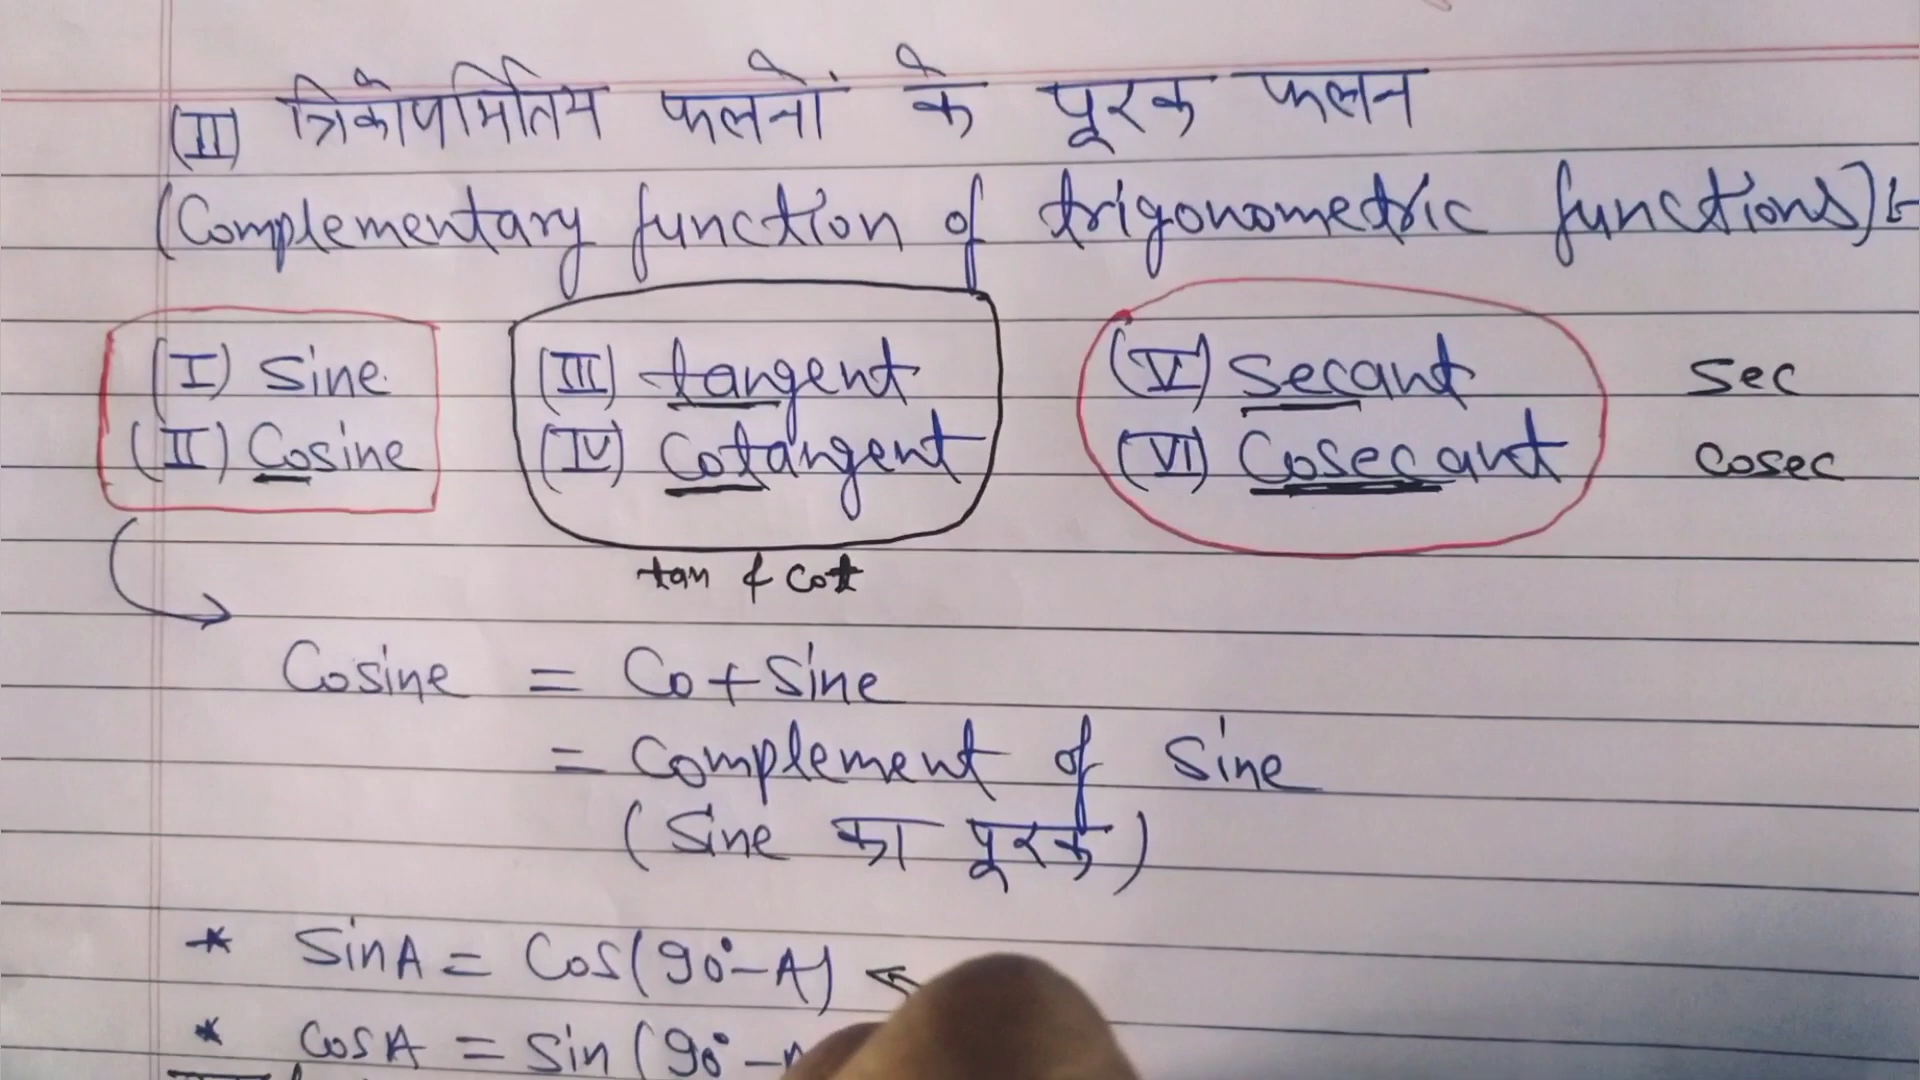 (II) त्रिकोणमितिय फलनों के पूरक फलन
(Complementary function of trigonometric functions):-
(I) Sine (III) tangent (V) Secant Sec
(II) Cosine (IV) Cotangent (VI) Cosecant Cosec
tan & Cot
Cosine = Co + Sine
= Complement of Sine
(Sine का पूरक)
* SinA = Cos(90°-A)
* CosA = Sin(90°-